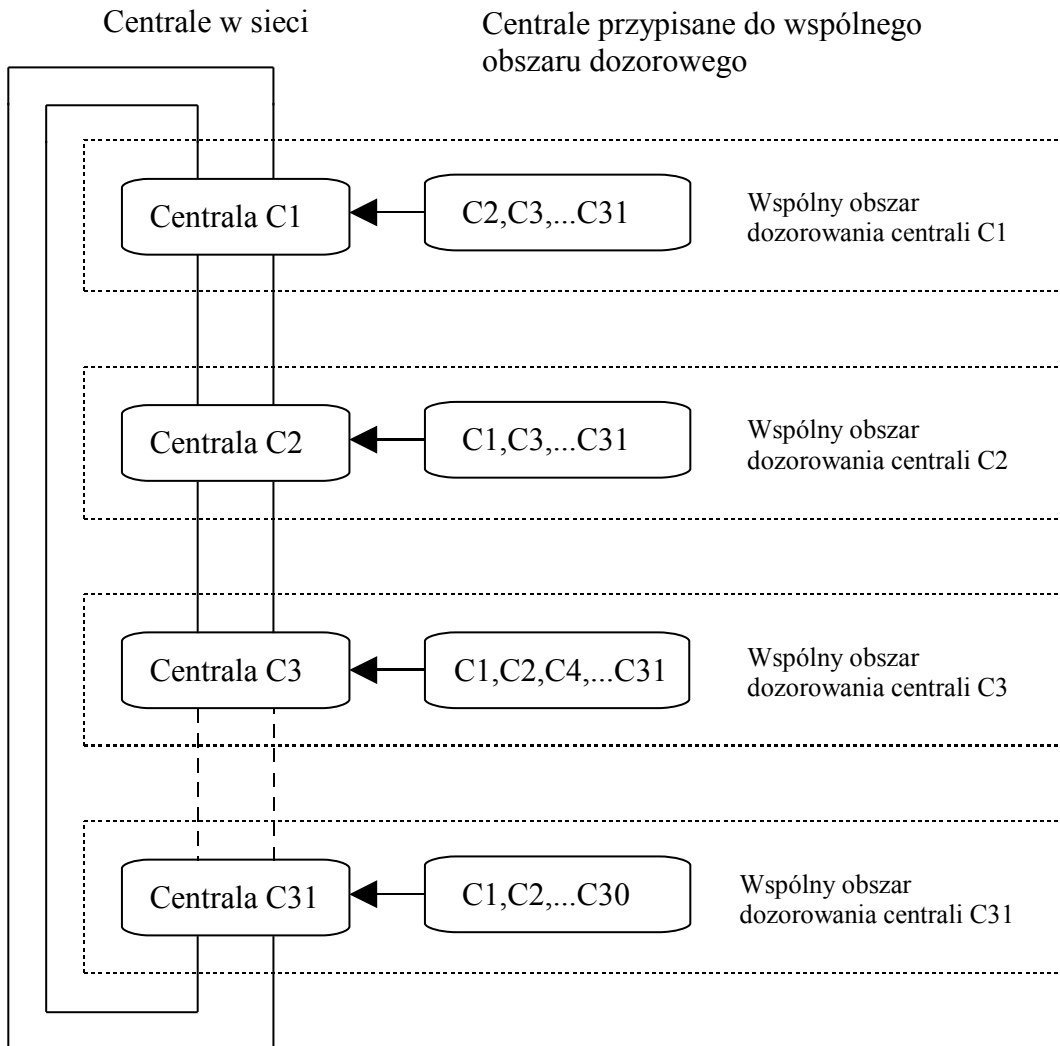 Centrale w sieci
Centrale przypisane do wspólnego
obszaru dozorowego
Centrala C1
C2,C3,...C31
Wspólny obszar
dozorowania centrali C1
Centrala C2
C1,C3,...C31
Wspólny obszar
dozorowania centrali C2
Centrala C3
C1,C2,C4,...C31
Wspólny obszar
dozorowania centrali C3
Centrala C31
C1,C2,...C30
Wspólny obszar
dozorowania centrali C31